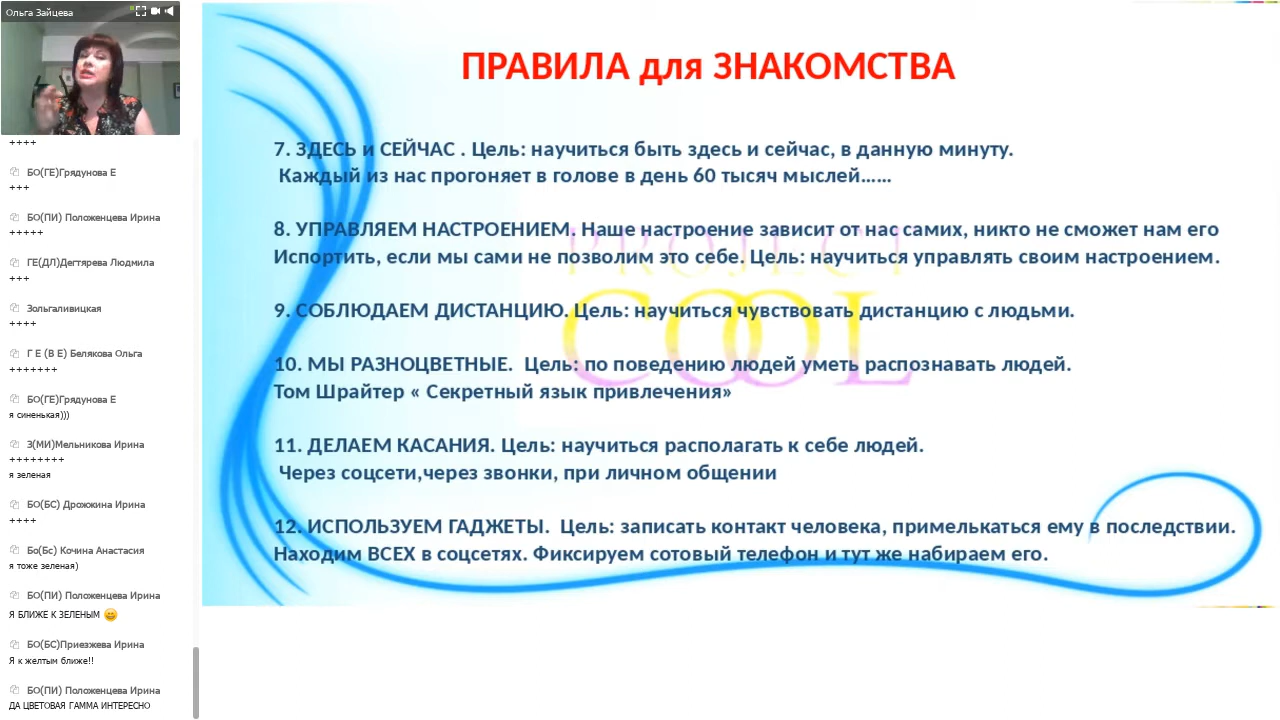 Ольга Зайцева
++++
БО(ГЕ)Грядунова Е
+++
БО(ПИ) Положенцева Ирина
+++++
ГЕ(ДЛ)Дегтярева Людмила
+++
Зольгаливицкая
++++
Г Е (В Е) Белякова Ольга
+++++++
БО(ГЕ)Грядунова Е
я синенькая)))
З(МИ)Мельникова Ирина
++++++++
я зеленая
БО(БС) Дрожжина Ирина
++++
Бо(Бс) Кочина Анастасия
я тоже зеленая)
БО(ПИ) Положенцева Ирина
Я БЛИЖЕ К ЗЕЛЕНЫМ 😄
БО(БС)Приезжева Ирина
Я к желтым ближе!!
БО(ПИ) Положенцева Ирина
ДА ЦВЕТОВАЯ ГАММА ИНТЕРЕСНО
ПРАВИЛА для ЗНАКОМСТВА
7. ЗДЕСЬ и СЕЙЧАС . Цель: научиться быть здесь и сейчас, в данную минуту.
Каждый из нас прогоняет в голове в день 60 тысяч мыслей......
8. УПРАВЛЯЕМ НАСТРОЕНИЕМ. Наше настроение зависит от нас самих, никто не сможет нам его
Испортить, если мы сами не позволим это себе. Цель: научиться управлять своим настроением.
9. СОБЛЮДАЕМ ДИСТАНЦИЮ. Цель: научиться чувствовать дистанцию с людьми.
10. МЫ РАЗНОЦВЕТНЫЕ. Цель: по поведению людей уметь распознавать людей.
Том Шрайтер « Секретный язык привлечения»
11. ДЕЛАЕМ КАСАНИЯ. Цель: научиться располагать к себе людей.
Через соцсети,через звонки, при личном общении
12. ИСПОЛЬЗУЕМ ГАДЖЕТЫ. Цель: записать контакт человека, примелькаться ему в последствии.
Находим ВСЕХ в соцсетях. Фиксируем сотовый телефон и тут же набираем его.
PROJECT
COOL